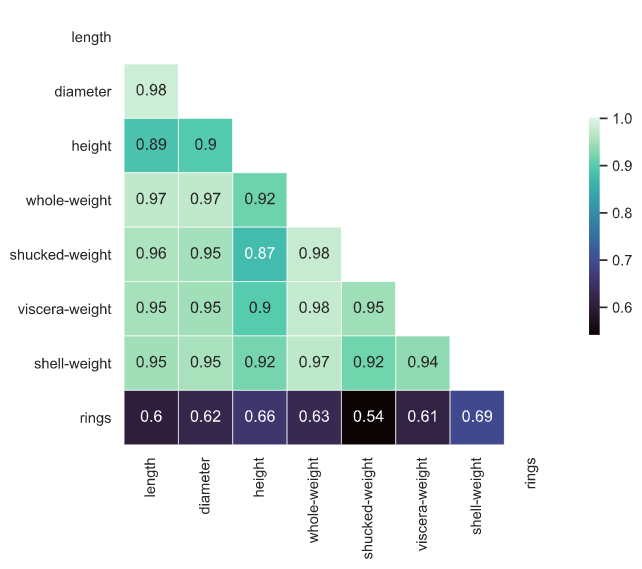 length
diameter 0.98
height 0.89 0.9
whole-weight 0.97 0.97 0.92
shucked-weight 0.96 0.95 0.87 0.98
viscera-weight 0.95 0.95 0.9 0.98 0.95
shell-weight 0.95 0.95 0.92 0.97 0.92 0.94
rings 0.6 0.62 0.66 0.63 0.54 0.61 0.69
length diameter height whole-weight shucked-weight viscera-weight shell-weight rings
1.0
0.9
0.8
0.7
0.6